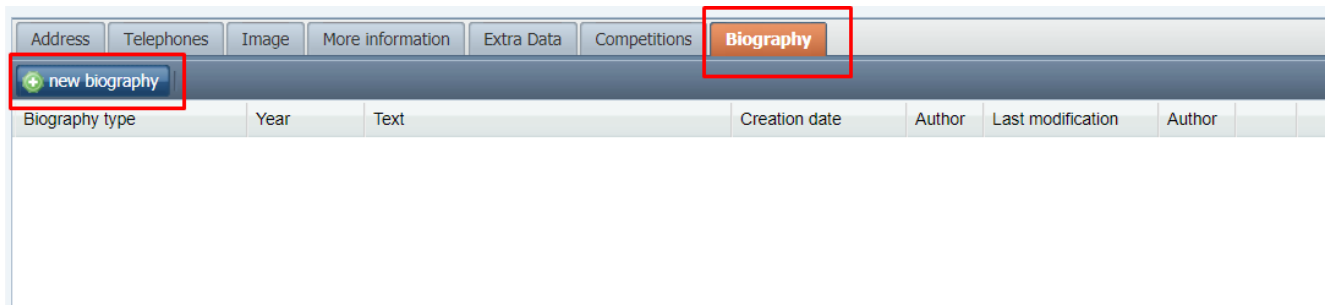 Address Telephones Image More information Extra Data Competitions Biography
new biography
Biography type Year Text Creation date Author Last modification Author